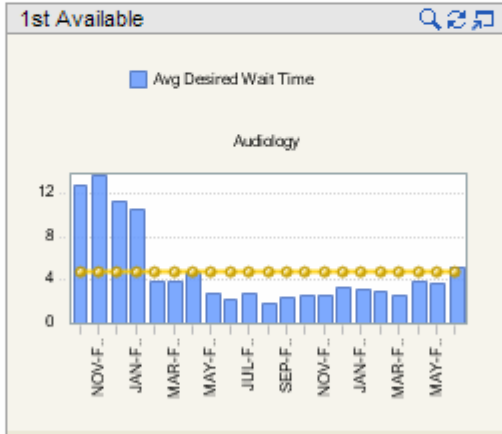 1st Available
Avg Desired Wait Time
Audiology
12
8
4
0
NOV-F..
JAN-F..
MAR-F..
MAY-F..
JUL-F..
SEP-F..
NOV-F..
JAN-F..
MAR-F..
MAY-F..